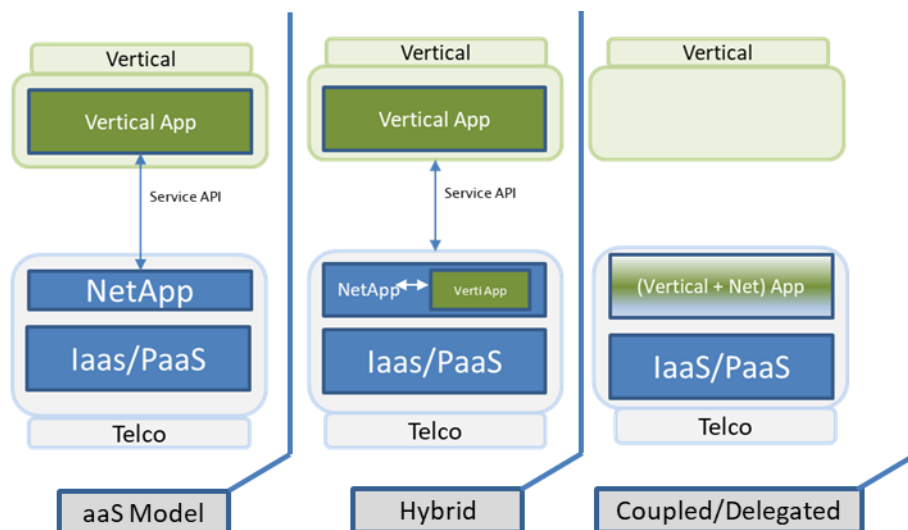 Vertical
Vertical App
Service API
NetApp
Iaas/PaaS
Telco
aaS Model
Vertical
Vertical App
Service API
NetApp
Verti App
Iaas/PaaS
Telco
Hybrid
Vertical
(Vertical + Net) App
IaaS/PaaS
Telco
Coupled/Delegated